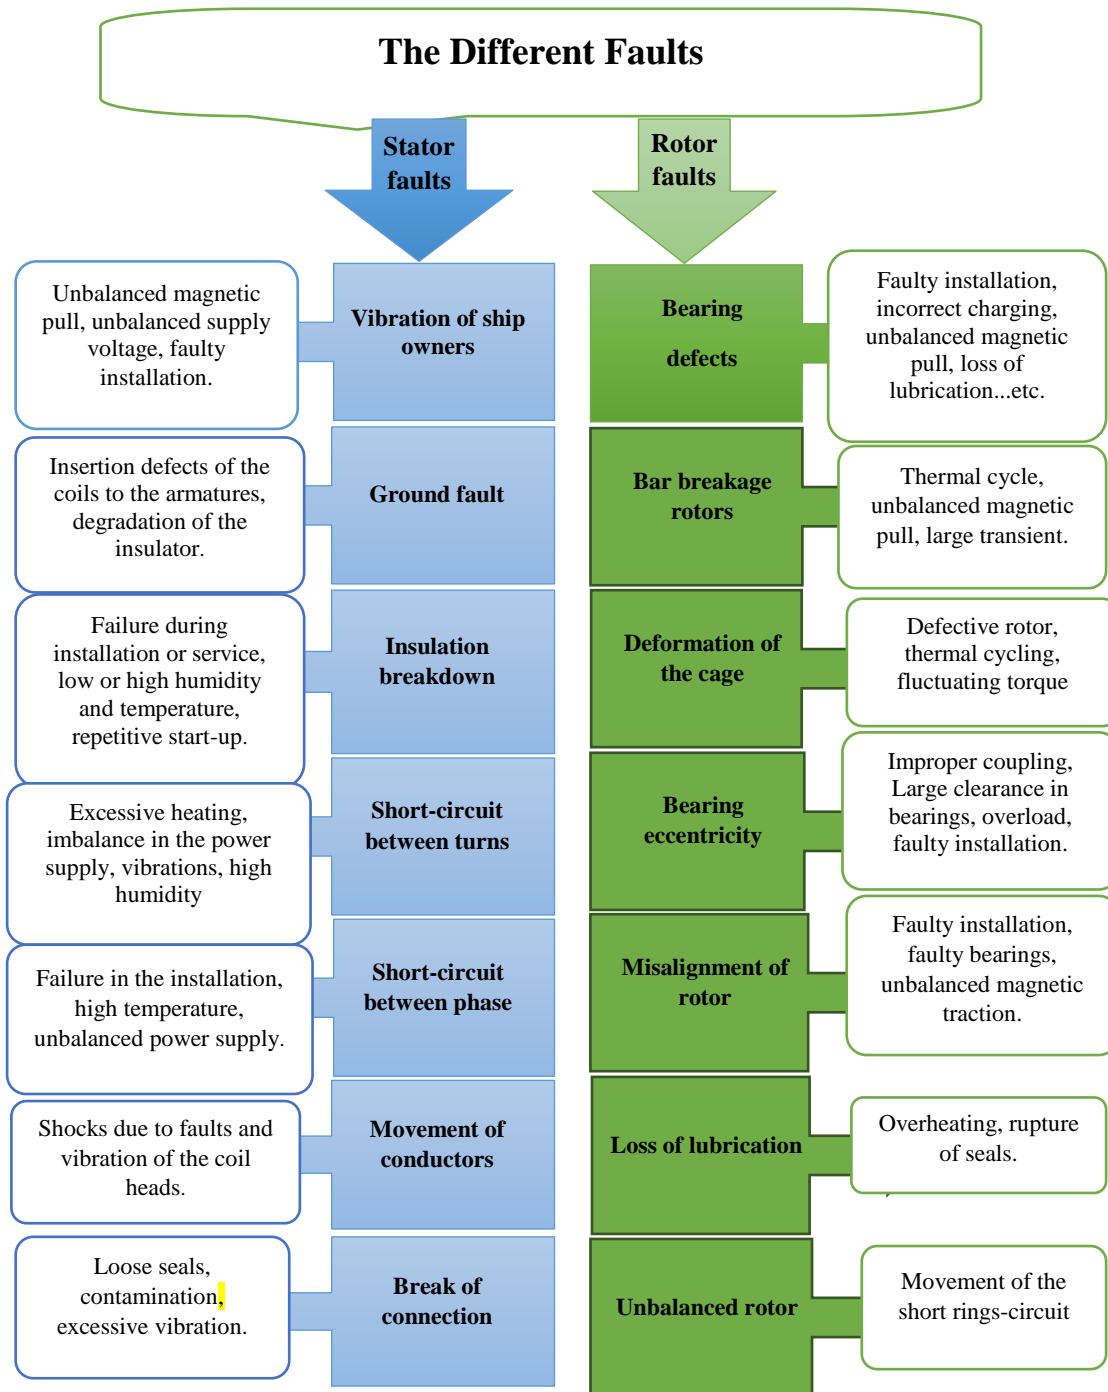 The Different Faults
Stator
faults
Rotor
faults
Unbalanced magnetic
pull, unbalanced supply
voltage, faulty
installation.
Vibration of ship
owners
Bearing
defects
Faulty installation,
incorrect charging,
unbalanced magnetic
pull, loss of
lubrication...etc.
Insertion defects of the
coils to the armatures,
degradation of the
insulator.
Ground fault
Bar breakage
rotors
Thermal cycle,
unbalanced magnetic
pull, large transient.
Failure during
installation or service,
low or high humidity
and temperature,
repetitive start-up.
Insulation
breakdown
Deformation of
the cage
Defective rotor,
thermal cycling,
fluctuating torque
Excessive heating,
imbalance in the power
supply, vibrations, high
humidity
Short-circuit
between turns
Bearing
eccentricity
Improper coupling,
Large clearance in
bearings, overload,
faulty installation.
Failure in the installation,
high temperature,
unbalanced power supply.
Short-circuit
between phase
Misalignment of
rotor
Faulty installation,
faulty bearings,
unbalanced magnetic
traction.
Shocks due to faults and
vibration of the coil
heads.
Movement of
conductors
Loss of lubrication
Overheating, rupture
of seals.
Loose seals,
contamination,
excessive vibration.
Break of
connection
Unbalanced rotor
Movement of the
short rings-circuit